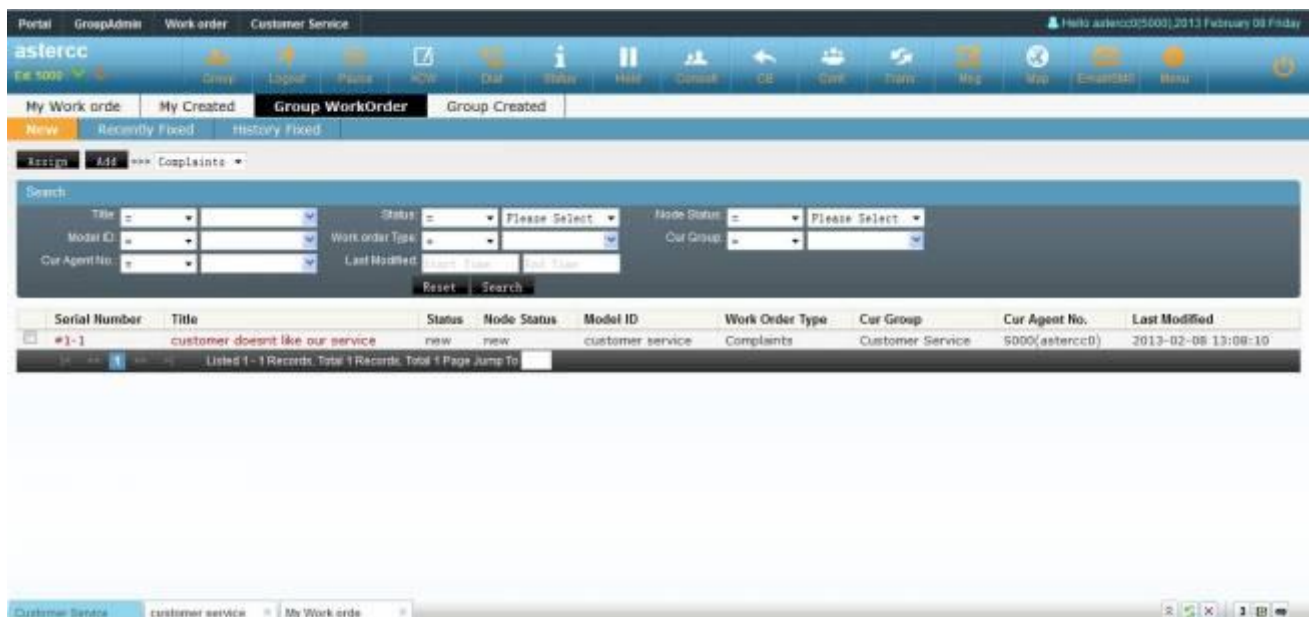 Portal GroupAdmin Work order Customer Service Hello astercc0(5000),2013 February 08 Friday
astercc
Ext 5000 Group Logout Pause ACW Dial Status Hold Consult CB Conf Trans Msg Map Email/SMS Menu
My Work orde My Created Group WorkOrder Group Created
New Recently Fixed History Fixed
Assign Add ==> Complaints
Search
Title = Status = Please Select Node Status = Please Select
Model ID = Work order Type = Cur Group =
Cur Agent No. = Last Modified Start Time End Time
Reset Search
Serial Number Title Status Node Status Model ID Work Order Type Cur Group Cur Agent No. Last Modified
#1-1 customer doesnt like our service new new customer service Complaints Customer Service 5000(astercc0) 2013-02-08 13:08:10
1 Listed 1 - 1 Records, Total 1 Records, Total 1 Page Jump To
Customer Service customer service My Work orde